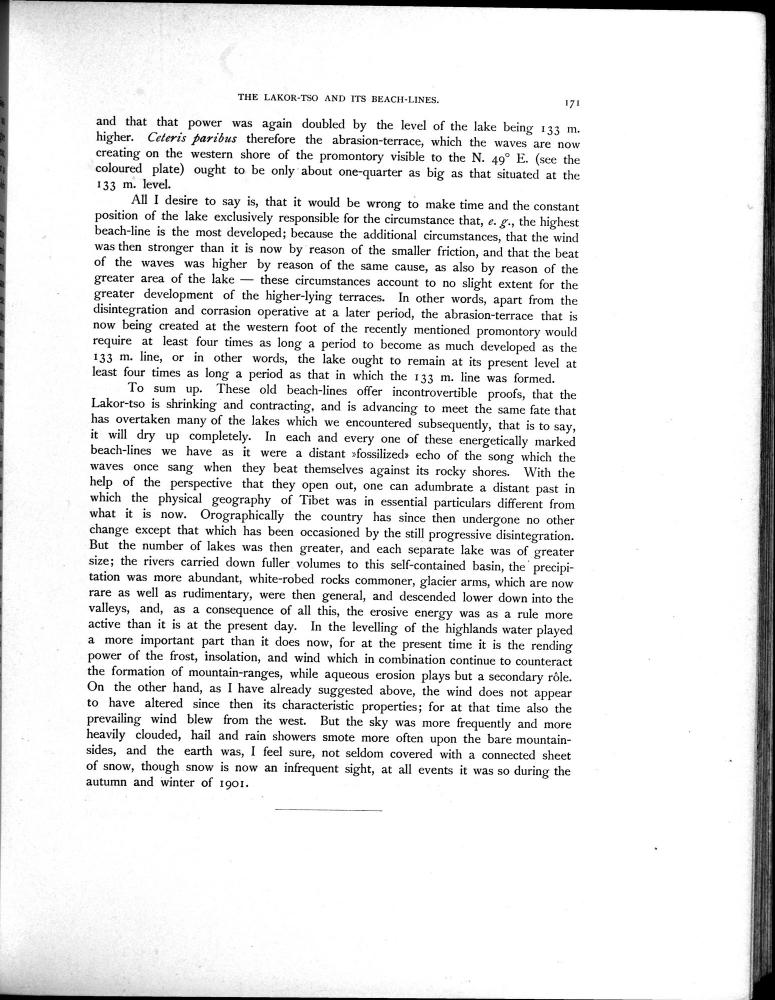 THE LAKOR-TSO AND ITS BEACH-LINES. 171
and that that power was again doubled by the level of the lake being 133 m.
higher. Ceteris paribus therefore the abrasion-terrace, which the waves are now
creating on the western shore of the promontory visible to the N. 49° E. (see the
coloured plate) ought to be only about one-quarter as big as that situated at the
133 m. level.
All I desire to say is, that it would be wrong to make time and the constant
position of the lake exclusively responsible for the circumstance that, e. g., the highest
beach-line is the most developed; because the additional circumstances, that the wind
was then stronger than it is now by reason of the smaller friction, and that the beat
of the waves was higher by reason of the same cause, as also by reason of the
greater area of the lake — these circumstances account to no slight extent for the
greater development of the higher-lying terraces. In other words, apart from the
disintegration and corrasion operative at a later period, the abrasion-terrace that is
now being created at the western foot of the recently mentioned promontory would
require at least four times as long a period to become as much developed as the
133 m. line, or in other words, the lake ought to remain at its present level at
least four times as long a period as that in which the 133 m. line was formed.
To sum up. These old beach-lines offer incontrovertible proofs, that the
Lakor-tso is shrinking and contracting, and is advancing to meet the same fate that
has overtaken many of the lakes which we encountered subsequently, that is to say,
it will dry up completely. In each and every one of these energetically marked
beach-lines we have as it were a distant »fossilized» echo of the song which the
waves once sang when they beat themselves against its rocky shores. With the
help of the perspective that they open out, one can adumbrate a distant past in
which the physical geography of Tibet was in essential particulars different from
what it is now. Orographically the country has since then undergone no other
change except that which has been occasioned by the still progressive disintegration.
But the number of lakes was then greater, and each separate lake was of greater
size; the rivers carried down fuller volumes to this self-contained basin, the precipi-
tation was more abundant, white-robed rocks commoner, glacier arms, which are now
rare as well as rudimentary, were then general, and descended lower down into the
valleys, and, as a consequence of all this, the erosive energy was as a rule more
active than it is at the present day. In the levelling of the highlands water played
a more important part than it does now, for at the present time it is the rending
power of the frost, insolation, and wind which in combination continue to counteract
the formation of mountain-ranges, while aqueous erosion plays but a secondary rôle.
On the other hand, as I have already suggested above, the wind does not appear
to have altered since then its characteristic properties; for at that time also the
prevailing wind blew from the west. But the sky was more frequently and more
heavily clouded, hail and rain showers smote more often upon the bare mountain-
sides, and the earth was, I feel sure, not seldom covered with a connected sheet
of snow, though snow is now an infrequent sight, at all events it was so during the
autumn and winter of 1901.